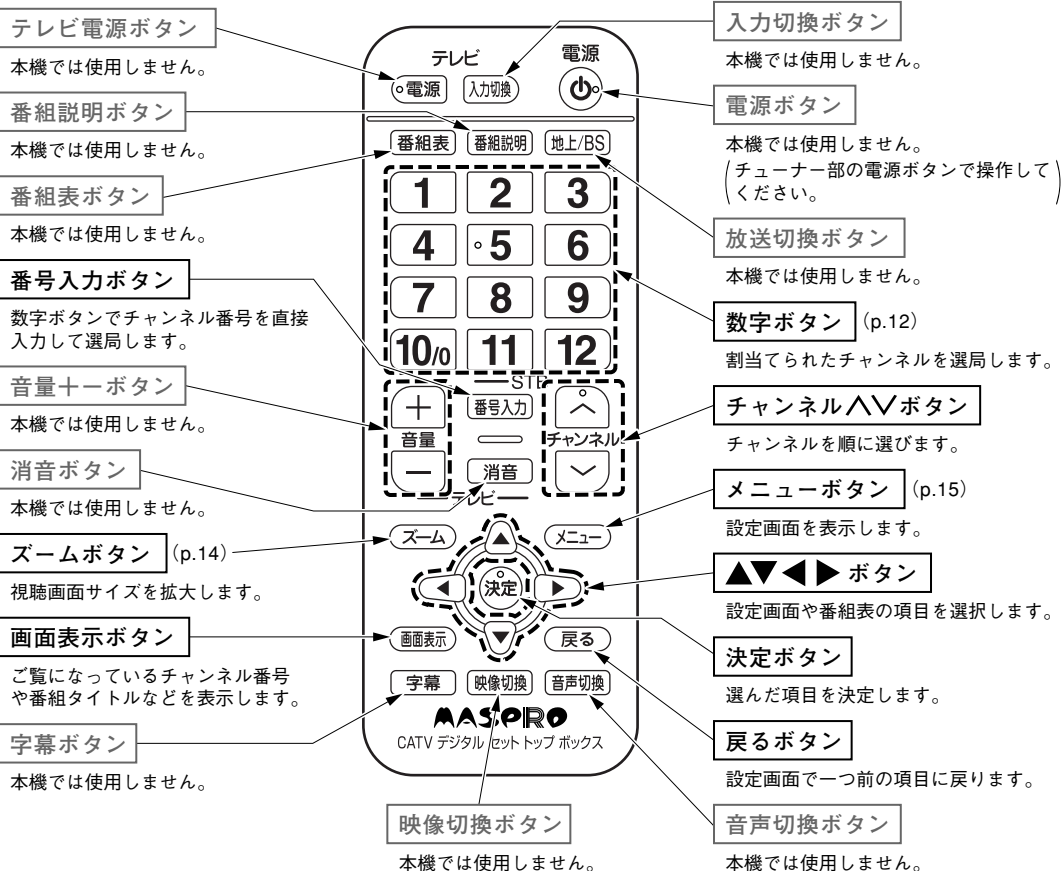 テレビ電源ボタン
本機では使用しません。
番組説明ボタン
本機では使用しません。
番組表ボタン
本機では使用しません。
番号入力ボタン
数字ボタンでチャンネル番号を直接
入力して選局します。
音量＋−ボタン
本機では使用しません。
消音ボタン
本機では使用しません。
ズームボタン (p.14)
視聴画面サイズを拡大します。
画面表示ボタン
ご覧になっているチャンネル番号
や番組タイトルなどを表示します。
字幕ボタン
本機では使用しません。
テレビ 電源
電源 入力切換
番組表 番組説明 地上/BS
1 2 3
4 5 6
7 8 9
10/0 11 12
STB
＋ 番号入力 ︿
音量 チャンネル
− 消音 ﹀
テレビ
ズーム ▲ メニュー
◀ 決定 ▶
画面表示 ▼ 戻る
字幕 映像切換 音声切換
MASPRO
CATV デジタル セット トップ ボックス
映像切換ボタン
本機では使用しません。
入力切換ボタン
本機では使用しません。
電源ボタン
本機では使用しません。
(チューナー部の電源ボタンで操作して
ください。)
放送切換ボタン
本機では使用しません。
数字ボタン (p.12)
割当てられたチャンネルを選局します。
チャンネル∧∨ボタン
チャンネルを順に選びます。
メニューボタン (p.15)
設定画面を表示します。
▲▼◀▶ ボタン
設定画面や番組表の項目を選択します。
決定ボタン
選んだ項目を決定します。
戻るボタン
設定画面で一つ前の項目に戻ります。
音声切換ボタン
本機では使用しません。